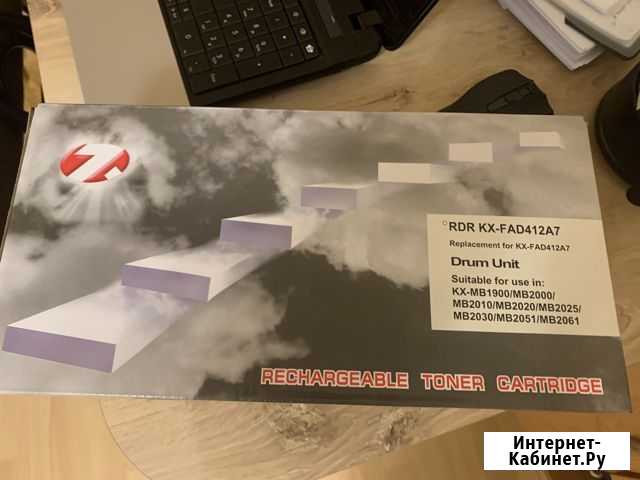 RDR KX-FAD412A7
Replacement for KX-FAD412A7
Drum Unit
Suitable for use in:
KX-MB1900/MB2000/
MB2010/MB2020/MB2025/
MB2030/MB2051/MB2061
RECHARGEABLE TONER CARTRIDGE
Интернет-
Кабинет.Ру